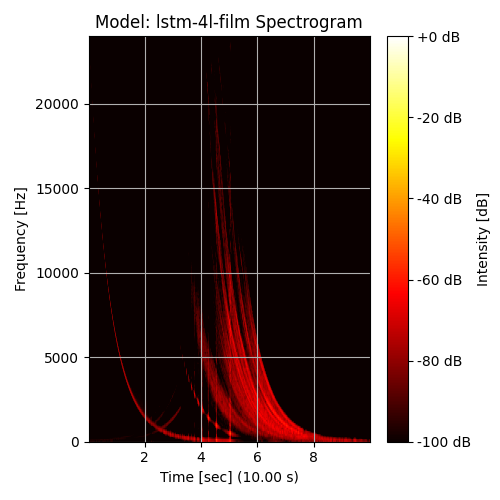 Model: lstm-4l-film Spectrogram
+0 dB
-20 dB
-40 dB
-60 dB
-80 dB
-100 dB
Intensity [dB]
20000
15000
10000
5000
0
Frequency [Hz]
2 4 6 8
Time [sec] (10.00 s)